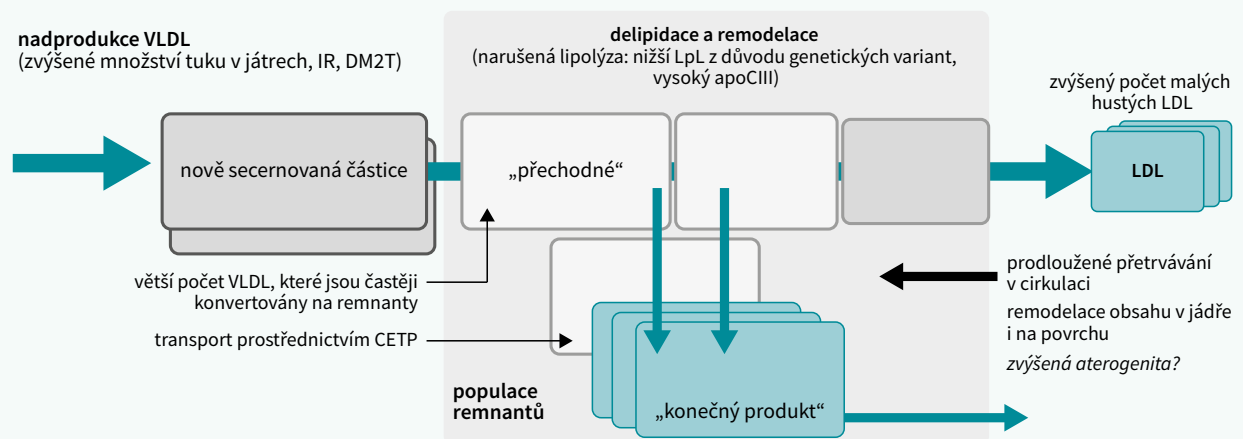 nadprodukce VLDL
(zvýšené množství tuku v játrech, IR, DM2T)
delipidace a remodelace
(narušená lipolýza: nižší LpL z důvodu genetických variant,
vysoký apoCIII)
zvýšený počet malých
hustých LDL
nově secernovaná částice
„přechodné“
LDL
větší počet VLDL, které jsou častěji
konvertovány na remnanty
transport prostřednictvím CETP
prodloužené přetrvávání
v cirkulaci
remodelace obsahu v jádře
i na povrchu
zvýšená aterogenita?
populace
remnantů
„konečný produkt“